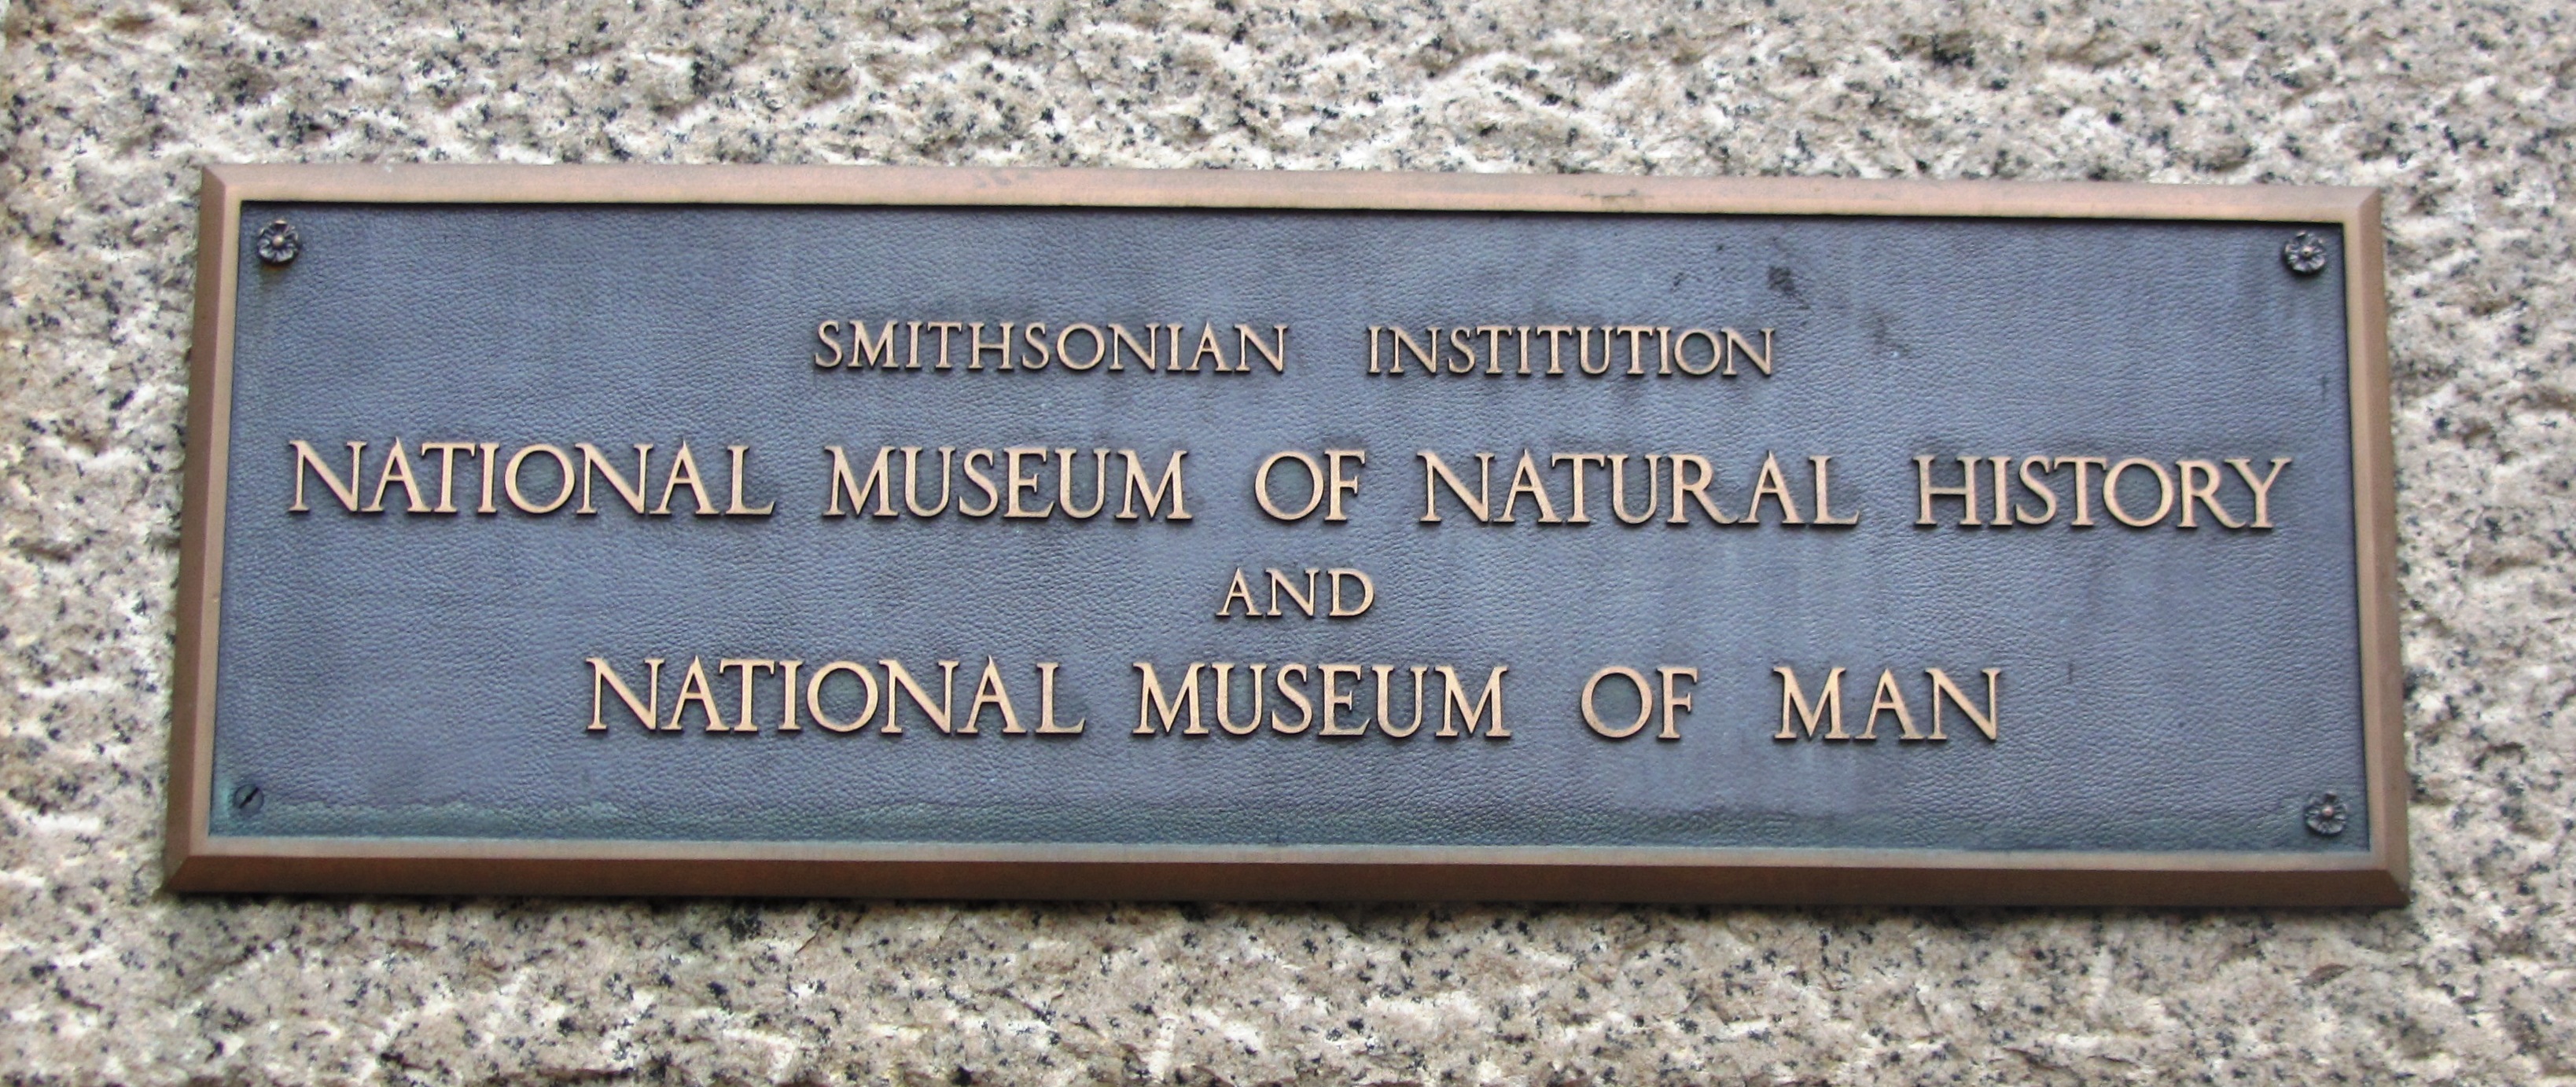 SMITHSONIAN INSTITUTION
NATIONAL MUSEUM OF NATURAL HISTORY
AND
NATIONAL MUSEUM OF MAN